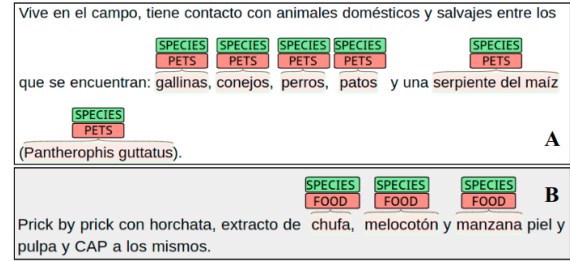 Vive en el campo, tiene contacto con animales domésticos y salvajes entre los
SPECIES SPECIES SPECIES SPECIES SPECIES
PETS PETS PETS PETS PETS
que se encuentran: gallinas, conejos, perros, patos y una serpiente del maíz
SPECIES
PETS
(Pantherophis guttatus).
A
SPECIES SPECIES SPECIES
B
FOOD FOOD FOOD
Prick by prick con horchata, extracto de chufa, melocotón y manzana piel y
pulpa y CAP a los mismos.